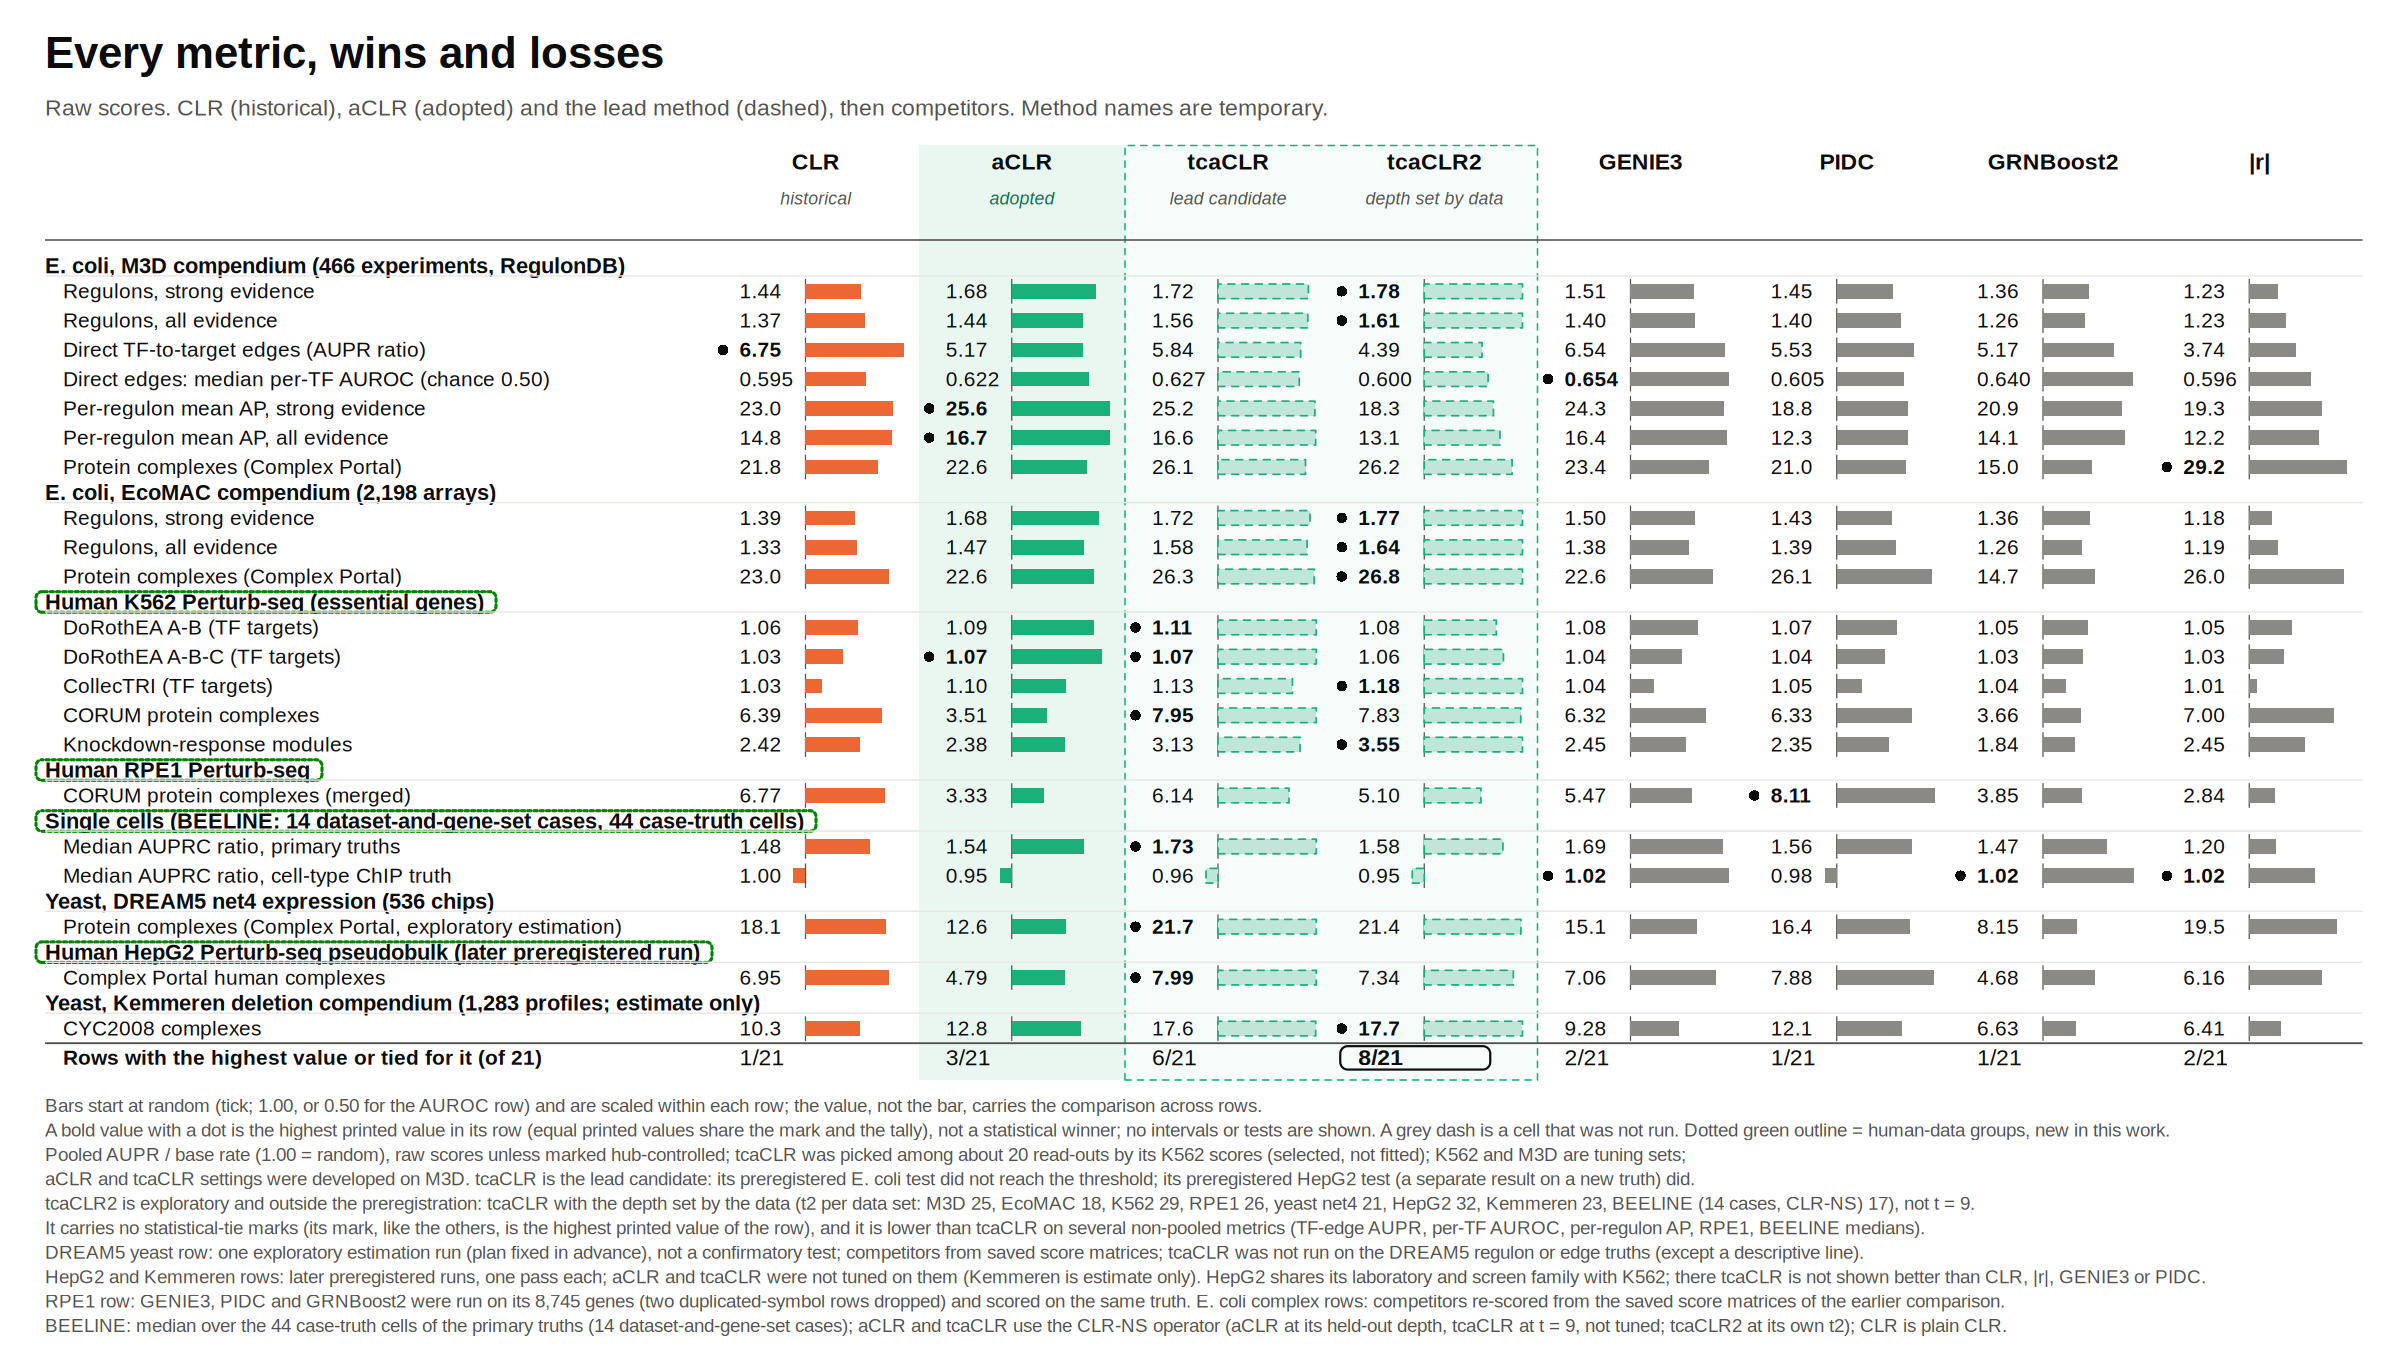 Every metric, wins and losses
Raw scores. CLR (historical), aCLR (adopted) and the lead method (dashed), then competitors. Method names are temporary.
CLR aCLR tcaCLR tcaCLR2 GENIE3 PIDC GRNBoost2 |r|
historical adopted lead candidate depth set by data
E. coli, M3D compendium (466 experiments, RegulonDB)
Regulons, strong evidence 1.44 1.68 1.72 1.78 1.51 1.45 1.36 1.23
Regulons, all evidence 1.37 1.44 1.56 1.61 1.40 1.40 1.26 1.23
Direct TF-to-target edges (AUPR ratio) 6.75 5.17 5.84 4.39 6.54 5.53 5.17 3.74
Direct edges: median per-TF AUROC (chance 0.50) 0.595 0.622 0.627 0.600 0.654 0.605 0.640 0.596
Per-regulon mean AP, strong evidence 23.0 25.6 25.2 18.3 24.3 18.8 20.9 19.3
Per-regulon mean AP, all evidence 14.8 16.7 16.6 13.1 16.4 12.3 14.1 12.2
Protein complexes (Complex Portal) 21.8 22.6 26.1 26.2 23.4 21.0 15.0 29.2
E. coli, EcoMAC compendium (2,198 arrays)
Regulons, strong evidence 1.39 1.68 1.72 1.77 1.50 1.43 1.36 1.18
Regulons, all evidence 1.33 1.47 1.58 1.64 1.38 1.39 1.26 1.19
Protein complexes (Complex Portal) 23.0 22.6 26.3 26.8 22.6 26.1 14.7 26.0
Human K562 Perturb-seq (essential genes)
DoRothEA A-B (TF targets) 1.06 1.09 1.11 1.08 1.08 1.07 1.05 1.05
DoRothEA A-B-C (TF targets) 1.03 1.07 1.07 1.06 1.04 1.04 1.03 1.03
CollecTRI (TF targets) 1.03 1.10 1.13 1.18 1.04 1.05 1.04 1.01
CORUM protein complexes 6.39 3.51 7.95 7.83 6.32 6.33 3.66 7.00
Knockdown-response modules 2.42 2.38 3.13 3.55 2.45 2.35 1.84 2.45
Human RPE1 Perturb-seq
CORUM protein complexes (merged) 6.77 3.33 6.14 5.10 5.47 8.11 3.85 2.84
Single cells (BEELINE: 14 dataset-and-gene-set cases, 44 case-truth cells)
Median AUPRC ratio, primary truths 1.48 1.54 1.73 1.58 1.69 1.56 1.47 1.20
Median AUPRC ratio, cell-type ChIP truth 1.00 0.95 0.96 0.95 1.02 0.98 1.02 1.02
Yeast, DREAM5 net4 expression (536 chips)
Protein complexes (Complex Portal, exploratory estimation) 18.1 12.6 21.7 21.4 15.1 16.4 8.15 19.5
Human HepG2 Perturb-seq pseudobulk (later preregistered run)
Complex Portal human complexes 6.95 4.79 7.99 7.34 7.06 7.88 4.68 6.16
Yeast, Kemmeren deletion compendium (1,283 profiles; estimate only)
CYC2008 complexes 10.3 12.8 17.6 17.7 9.28 12.1 6.63 6.41
Rows with the highest value or tied for it (of 21) 1/21 3/21 6/21 8/21 2/21 1/21 1/21 2/21
Bars start at random (tick; 1.00, or 0.50 for the AUROC row) and are scaled within each row; the value, not the bar, carries the comparison across rows.
A bold value with a dot is the highest printed value in its row (equal printed values share the mark and the tally), not a statistical winner; no intervals or tests are shown. A grey dash is a cell that was not run. Dotted green outline = human-data groups, new in this work.
Pooled AUPR / base rate (1.00 = random), raw scores unless marked hub-controlled; tcaCLR was picked among about 20 read-outs by its K562 scores (selected, not fitted); K562 and M3D are tuning sets;
aCLR and tcaCLR settings were developed on M3D. tcaCLR is the lead candidate: its preregistered E. coli test did not reach the threshold; its preregistered HepG2 test (a separate result on a new truth) did.
tcaCLR2 is exploratory and outside the preregistration: tcaCLR with the depth set by the data (t2 per data set: M3D 25, EcoMAC 18, K562 29, RPE1 26, yeast net4 21, HepG2 32, Kemmeren 23, BEELINE (14 cases, CLR-NS) 17), not t = 9.
It carries no statistical-tie marks (its mark, like the others, is the highest printed value of the row), and it is lower than tcaCLR on several non-pooled metrics (TF-edge AUPR, per-TF AUROC, per-regulon AP, RPE1, BEELINE medians).
DREAM5 yeast row: one exploratory estimation run (plan fixed in advance), not a confirmatory test; competitors from saved score matrices; tcaCLR was not run on the DREAM5 regulon or edge truths (except a descriptive line).
HepG2 and Kemmeren rows: later preregistered runs, one pass each; aCLR and tcaCLR were not tuned on them (Kemmeren is estimate only). HepG2 shares its laboratory and screen family with K562; there tcaCLR is not shown better than CLR, |r|, GENIE3 or PIDC.
RPE1 row: GENIE3, PIDC and GRNBoost2 were run on its 8,745 genes (two duplicated-symbol rows dropped) and scored on the same truth. E. coli complex rows: competitors re-scored from the saved score matrices of the earlier comparison.
BEELINE: median over the 44 case-truth cells of the primary truths (14 dataset-and-gene-set cases); aCLR and tcaCLR use the CLR-NS operator (aCLR at its held-out depth, tcaCLR at t = 9, not tuned; tcaCLR2 at its own t2); CLR is plain CLR.